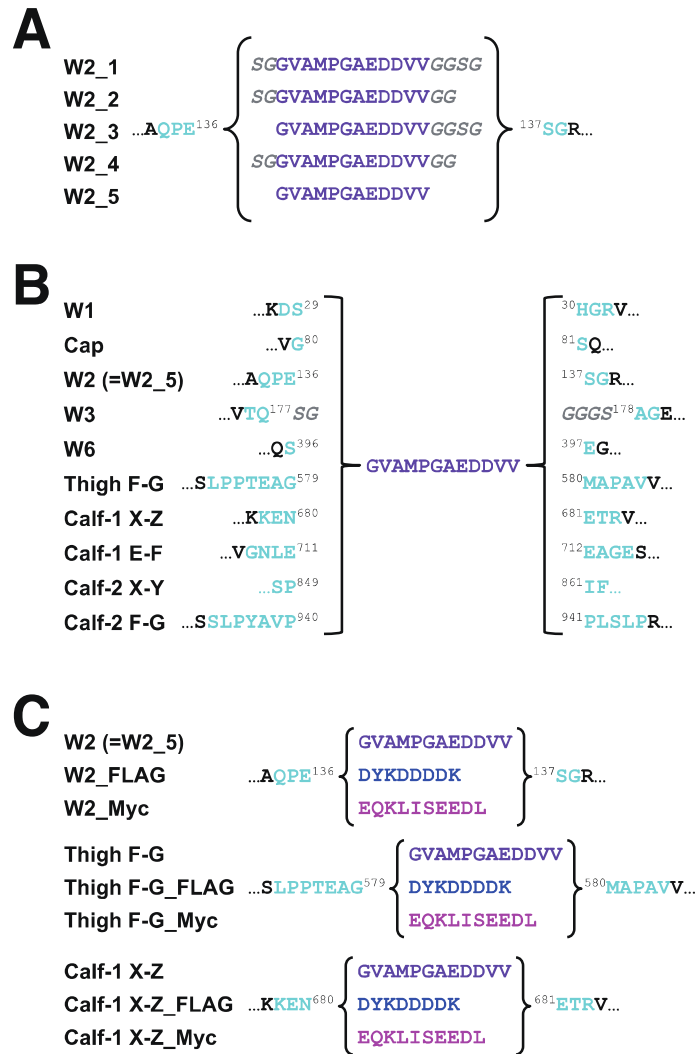 A
W2_1 SGGVAMPGAEDDVVGGSG
W2_2 SGGVAMPGAEDDVVGG
W2_3 ...AQPE136 GVAMPGAEDDVVGGSG 137SGR...
W2_4 SGGVAMPGAEDDVVGG
W2_5 GVAMPGAEDDVV
B
W1 ...KDS29 30HGRV...
Cap ...VG80 81SQ...
W2 (=W2_5) ...AQPE136 137SGR...
W3 ...VTQ177SG GGGS178AGE...
W6 ...QS396 397EG...
GVAMPGAEDDVV
Thigh F-G ...SLPPTEAG579 580MAPAVV...
Calf-1 X-Z ...KKEN680 681ETRV...
Calf-1 E-F ...VGNLE711 712EAGES...
Calf-2 X-Y ...SP849 861IF...
Calf-2 F-G ...SSLPYAVP940 941PLSLPR...
C
W2 (=W2_5) GVAMPGAEDDVV
W2_FLAG ...AQPE136 DYKDDDDK 137SGR...
W2_Myc EQKLISEEDL
Thigh F-G GVAMPGAEDDVV
Thigh F-G_FLAG ...SLPPTEAG579 DYKDDDDK 580MAPAVV...
Thigh F-G_Myc EQKLISEEDL
Calf-1 X-Z GVAMPGAEDDVV
Calf-1 X-Z_FLAG ...KKEN680 DYKDDDDK 681ETRV...
Calf-1 X-Z_Myc EQKLISEEDL